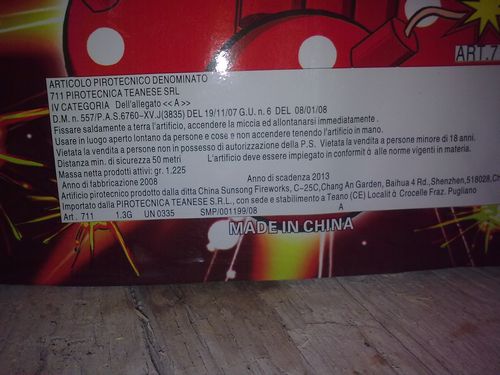 ART.7
ARTICOLO PIROTECNICO DENOMINATO
711 PIROTECNICA TEANESE SRL
IV CATEGORIA Dell'allegato << A >>
D.M. n. 557/P.A.S.6760-XV.J(3835) DEL 19/11/07 G.U. n. 6 DEL 08/01/08
Fissare saldamente a terra l'artificio, accendere la miccia ed allontanarsi immediatamente .
Usare in luogo aperto lontano da persone e cose e non accendere tenendo l'artificio in mano.
Vietata la vendita a persone non in possesso di autorizzazione della P.S. Vietata la vendita a persone minore di 18 anni.
Distanza min. di sicurezza 50 metri L'artificio deve essere impiegato in conformit ò alle norme vigenti in materia.
Massa netta prodotti attivi: gr. 1.225
Anno di fabbricazione 2008 Anno di scadenza 2013
Artificio pirotecnico prodotto dalla ditta China Sunsong Fireworks, C-25C,Chang An Garden, Baihua 4 Rd.,Shenzhen,518028,Ch
Importato dalla PIROTECNICA TEANESE S.R.L., con sede e stabilimento a Teano (CE) Localit ò Crocelle Fraz. Pugliano
Art. 711 1.3G UN 0335 SMP/001199/08 A
MADE IN CHINA